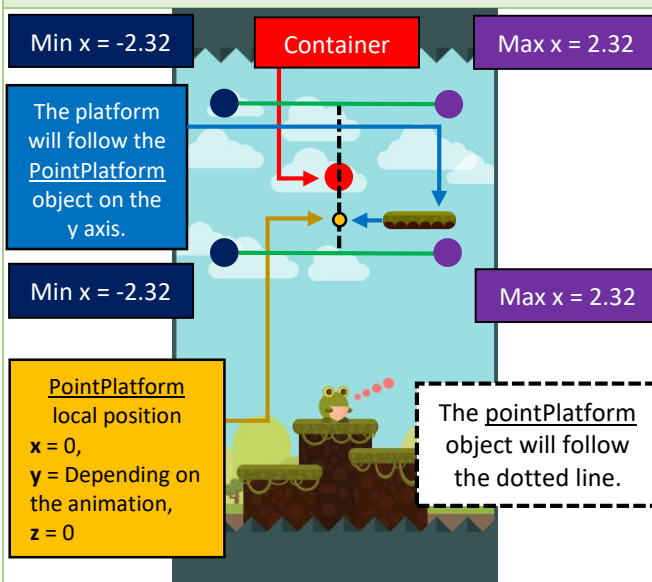 Min x = -2.32
Container
Max x = 2.32
The platform
will follow the
PointPlatform
object on the
y axis.
Min x = -2.32
Max x = 2.32
PointPlatform
local position
x = 0,
y = Depending on
the animation,
z = 0
The pointPlatform
object will follow
the dotted line.